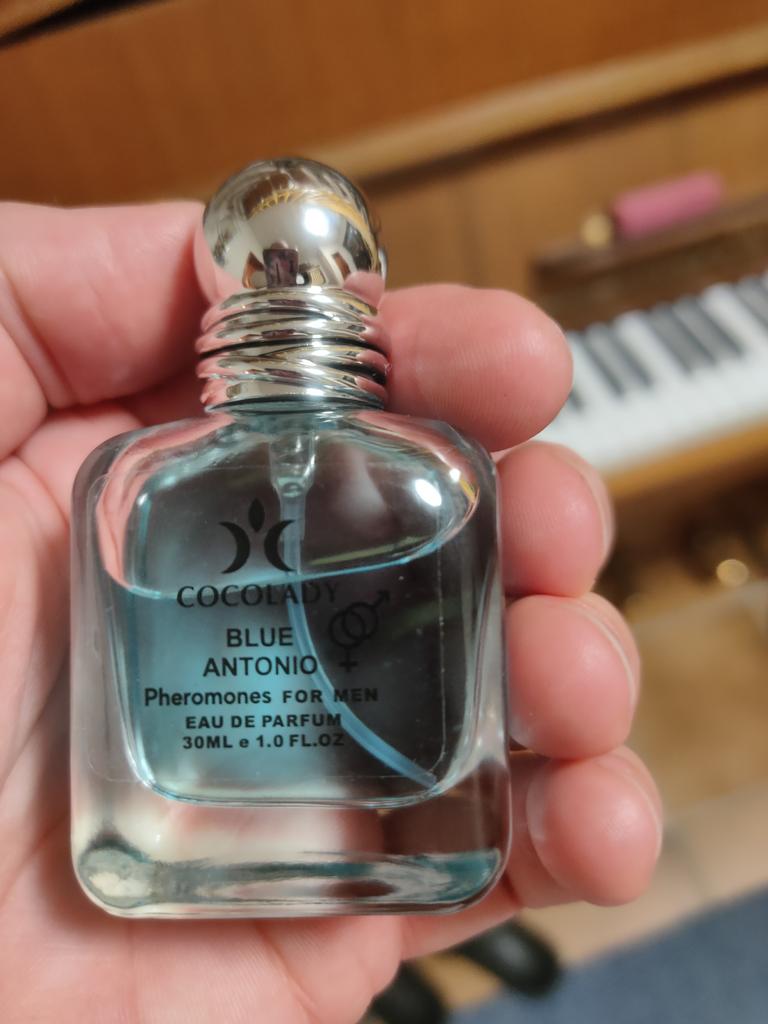 COCOLADY
BLUE
ANTONIO
Pheromones FOR MEN
EAU DE PARFUM
30ML e 1.0 FL.OZ